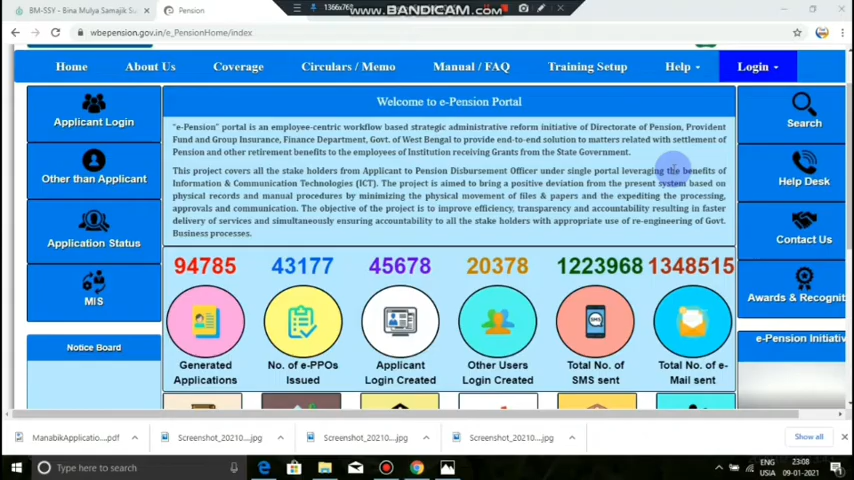 BM-SSY - Bina Mulya Samajik S
Pension
1366x768
www.BANDICAM.com
wbepension.gov.in/e_PensionHome/index
Home
About Us
Coverage
Circulars / Memo
Manual / FAQ
Training Setup
Help
Login
Applicant Login
Other than Applicant
Application Status
MIS
Notice Board
Welcome to e-Pension Portal
"e-Pension" portal is an employee-centric workflow based strategic administrative reform initiative of Directorate of Pension, Provident
Fund and Group Insurance, Finance Department, Govt. of West Bengal to provide end-to-end solution to matters related with settlement of
Pension and other retirement benefits to the employees of Institution receiving Grants from the State Government.
This project covers all the stake holders from Applicant to Pension Disbursement Officer under single portal leveraging the benefits of
Information & Communication Technologies (ICT). The project is aimed to bring a positive deviation from the present system based on
physical records and manual procedures by minimizing the physical movement of files & papers and the expediting the processing,
approvals and communication. The objective of the project is to improve efficiency, transparency and accountability resulting in faster
delivery of services and simultaneously ensuring accountability to all the stake holders with appropriate use of re-engineering of Govt.
Business processes.
94785
43177
45678
20378
1223968
1348515
SMS
Generated
Applications
No. of e-PPOs
Issued
Applicant
Login Created
Other Users
Login Created
Total No. of
SMS sent
Total No. of e-
Mail sent
Search
Help Desk
Contact Us
Awards & Recognit
e-Pension Initiativ
ManabikApplicatio...pdf
Screenshot_20210....jpg
Screenshot_20210....jpg
Screenshot_20210....jpg
Show all
Type here to search
ENG
USIA
23:08
09-01-2021